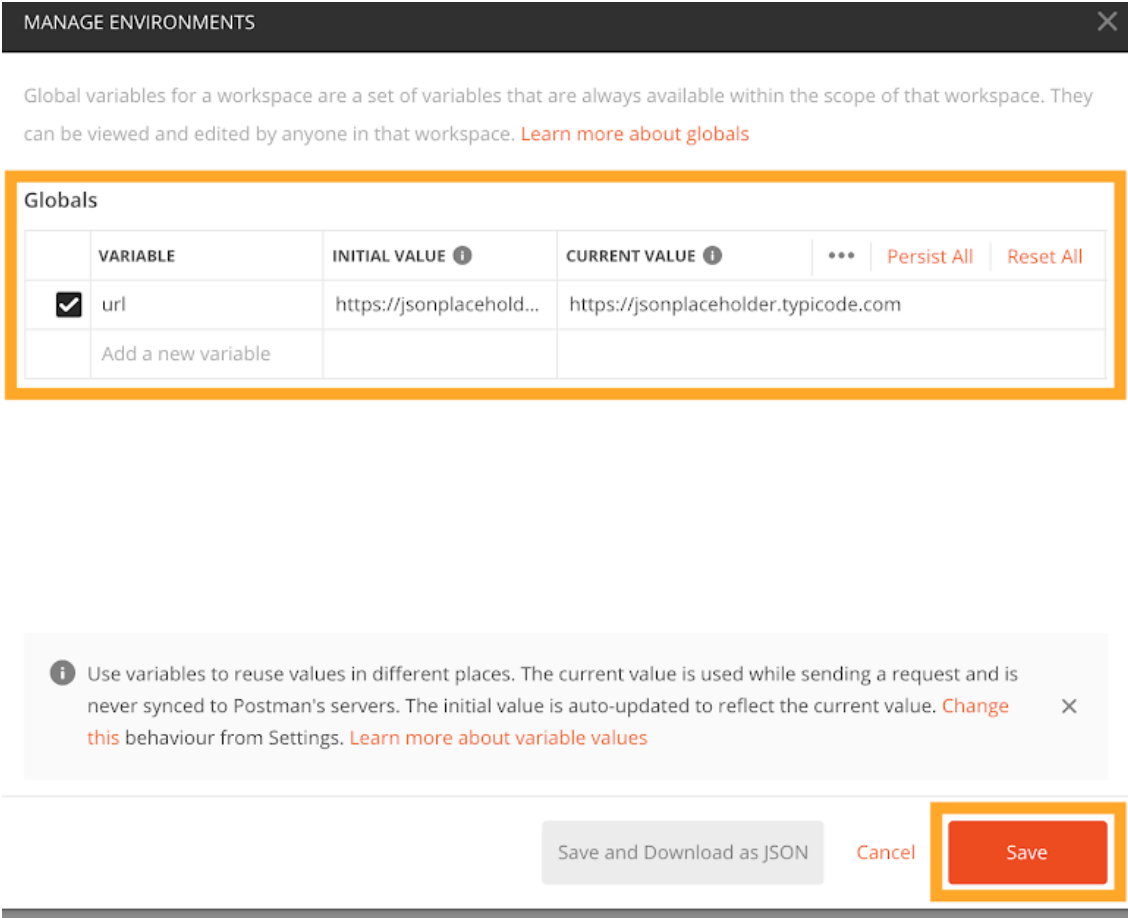 MANAGE ENVIRONMENTS
Global variables for a workspace are a set of variables that are always available within the scope of that workspace. They
can be viewed and edited by anyone in that workspace. Learn more about globals
Globals
VARIABLE INITIAL VALUE CURRENT VALUE ••• Persist All Reset All
url https://jsonplacehold... https://jsonplaceholder.typicode.com
Add a new variable
Use variables to reuse values in different places. The current value is used while sending a request and is
never synced to Postman's servers. The initial value is auto-updated to reflect the current value. Change
this behaviour from Settings. Learn more about variable values
Save and Download as JSON Cancel Save